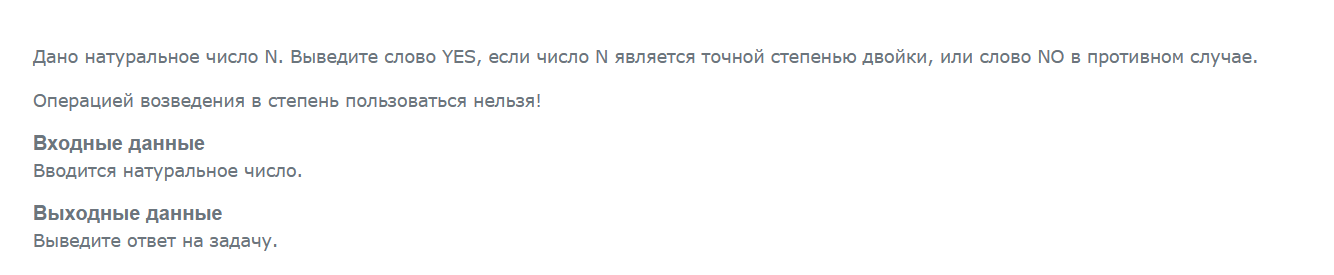 Дано натуральное число N. Выведите слово YES, если число N является точной степенью двойки, или слово NO в противном случае.
Операцией возведения в степень пользоваться нельзя!
Входные данные
Вводится натуральное число.
Выходные данные
Выведите ответ на задачу.